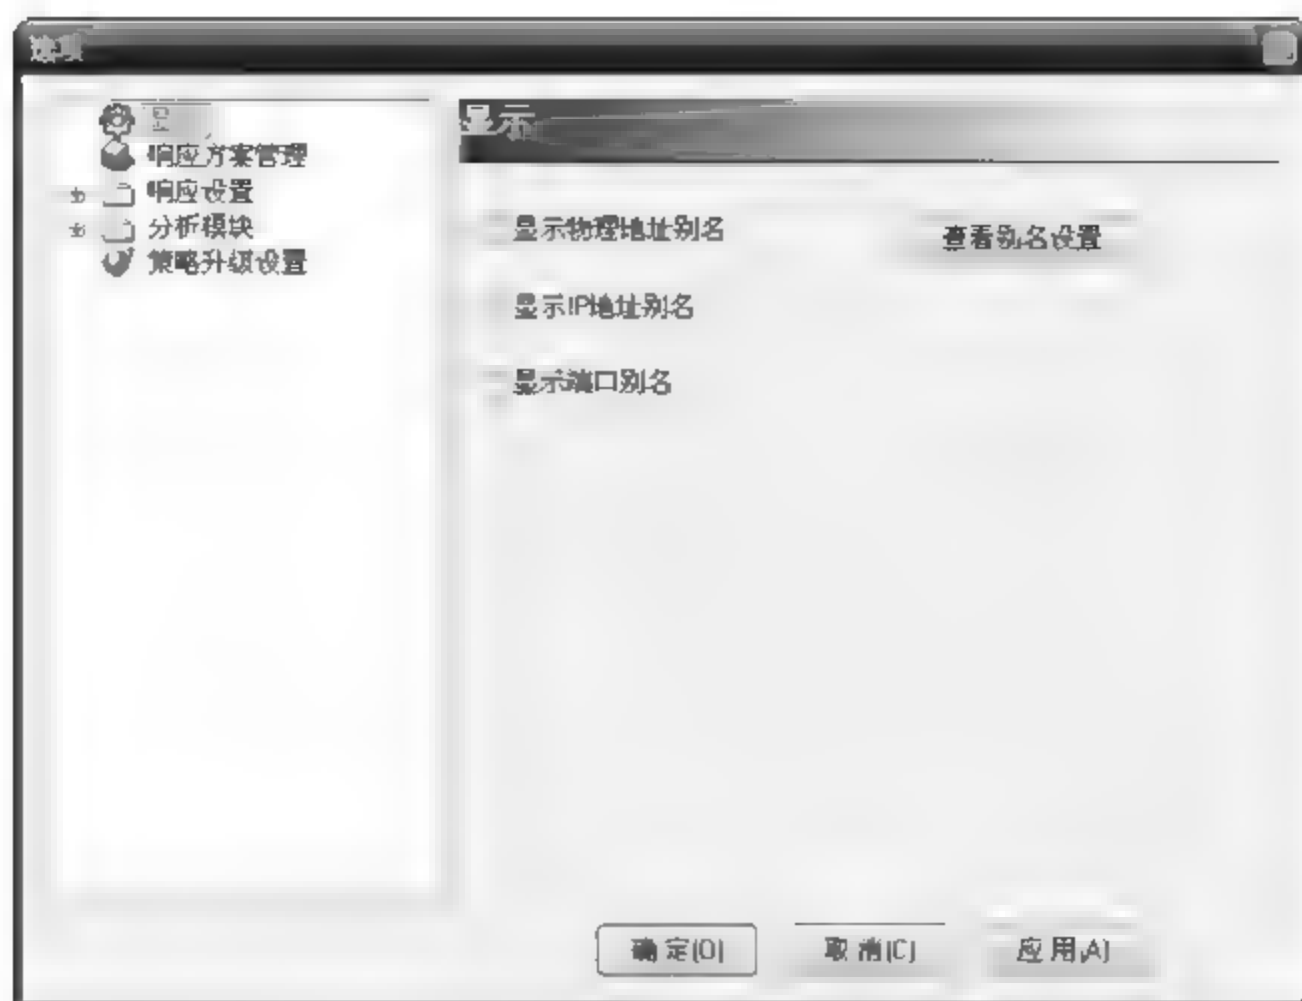 选项
显
响应方案管理
响应设置
分析模块
策略升级设置
显示
显示物理地址别名
查看别名设置
显示IP地址别名
显示端口别名
确定(O)
取消(C)
应用(A)